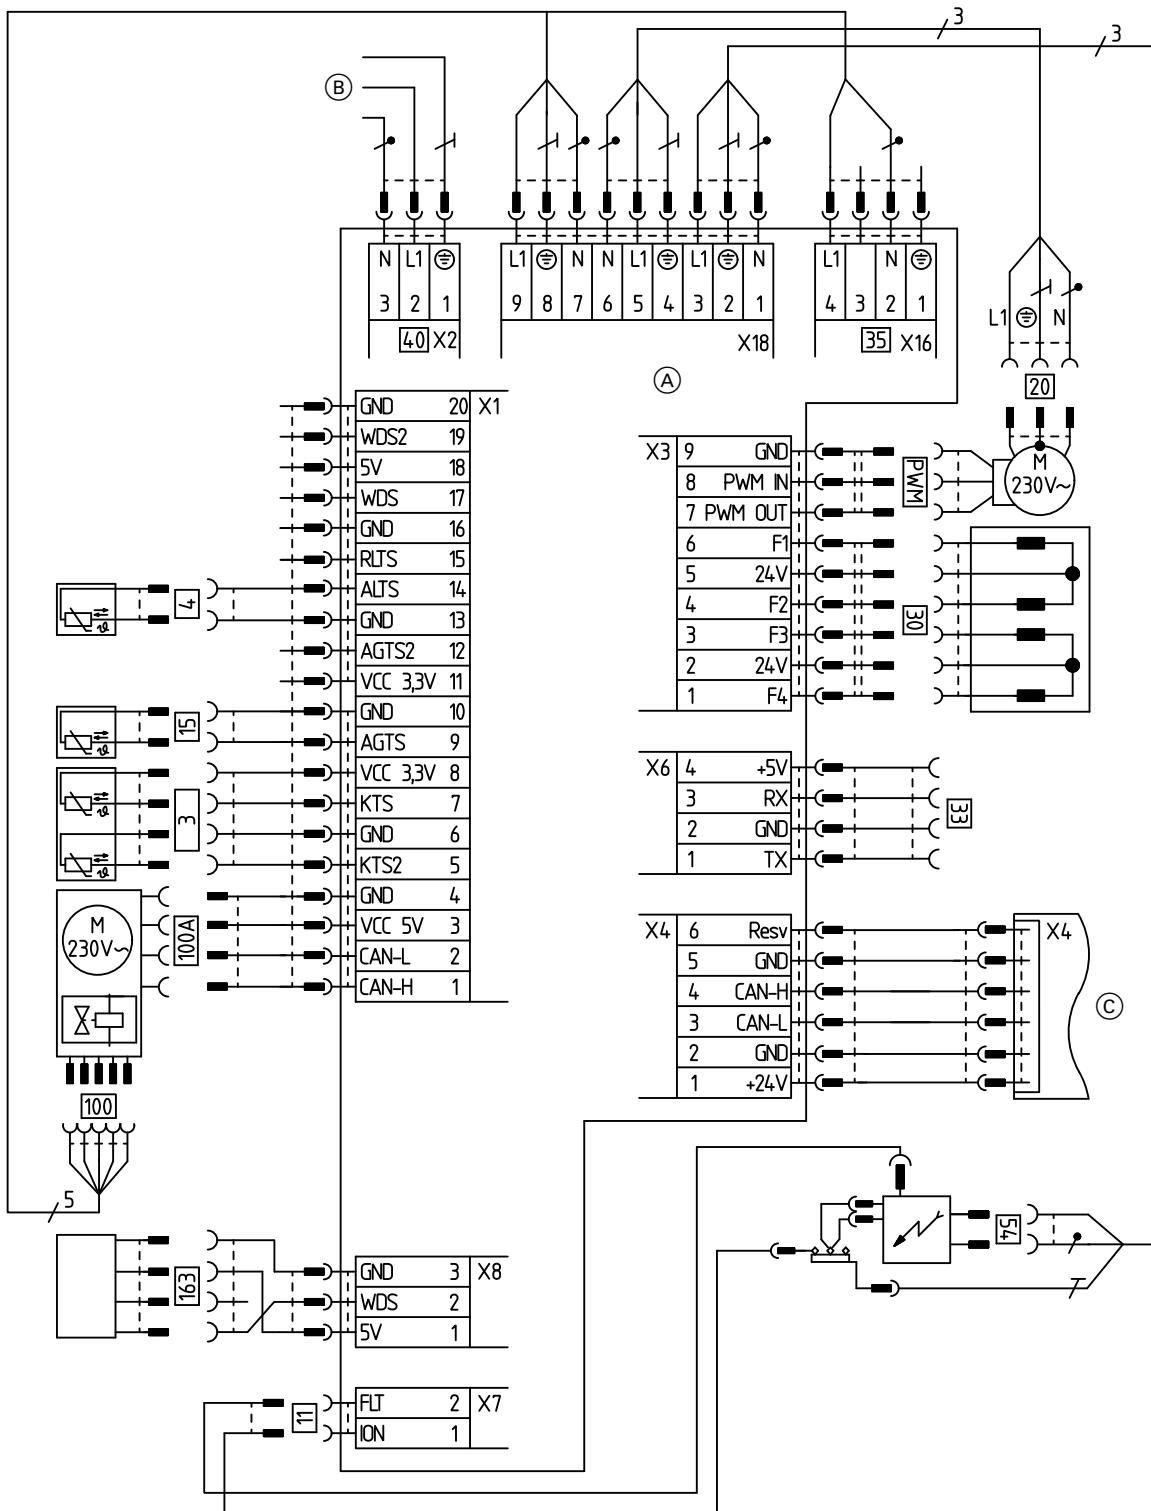 3
3
B
N L1 L1 N N L1 L1 N L1 N
3 2 1 9 8 7 6 5 4 3 2 1 4 3 2 1
40 X2
X18
35 X16
L1 N
20
A
GND 20 X1
WDS2 19
5V 18
WDS 17
GND 16
RLTS 15
ALTS 14
GND 13
AGTS2 12
VCC 3,3V 11
GND 10
AGTS 9
VCC 3,3V 8
KTS 7
GND 6
KTS2 5
GND 4
VCC 5V 3
CAN-L 2
CAN-H 1
4
ϑ
15
ϑ
3
ϑ
ϑ
M
230V~
100A
100
5
X3 9 GND
8 PWM IN
7 PWM OUT
6 F1
5 24V
4 F2
3 F3
2 24V
1 F4
PWM
M
230V~
30
X6 4 +5V
3 RX
2 GND
1 TX
33
X4 6 Resv
5 GND
4 CAN-H
3 CAN-L
2 GND
1 +24V
X4
C
54
163
GND 3 X8
WDS 2
5V 1
11
FLT 2 X7
ION 1